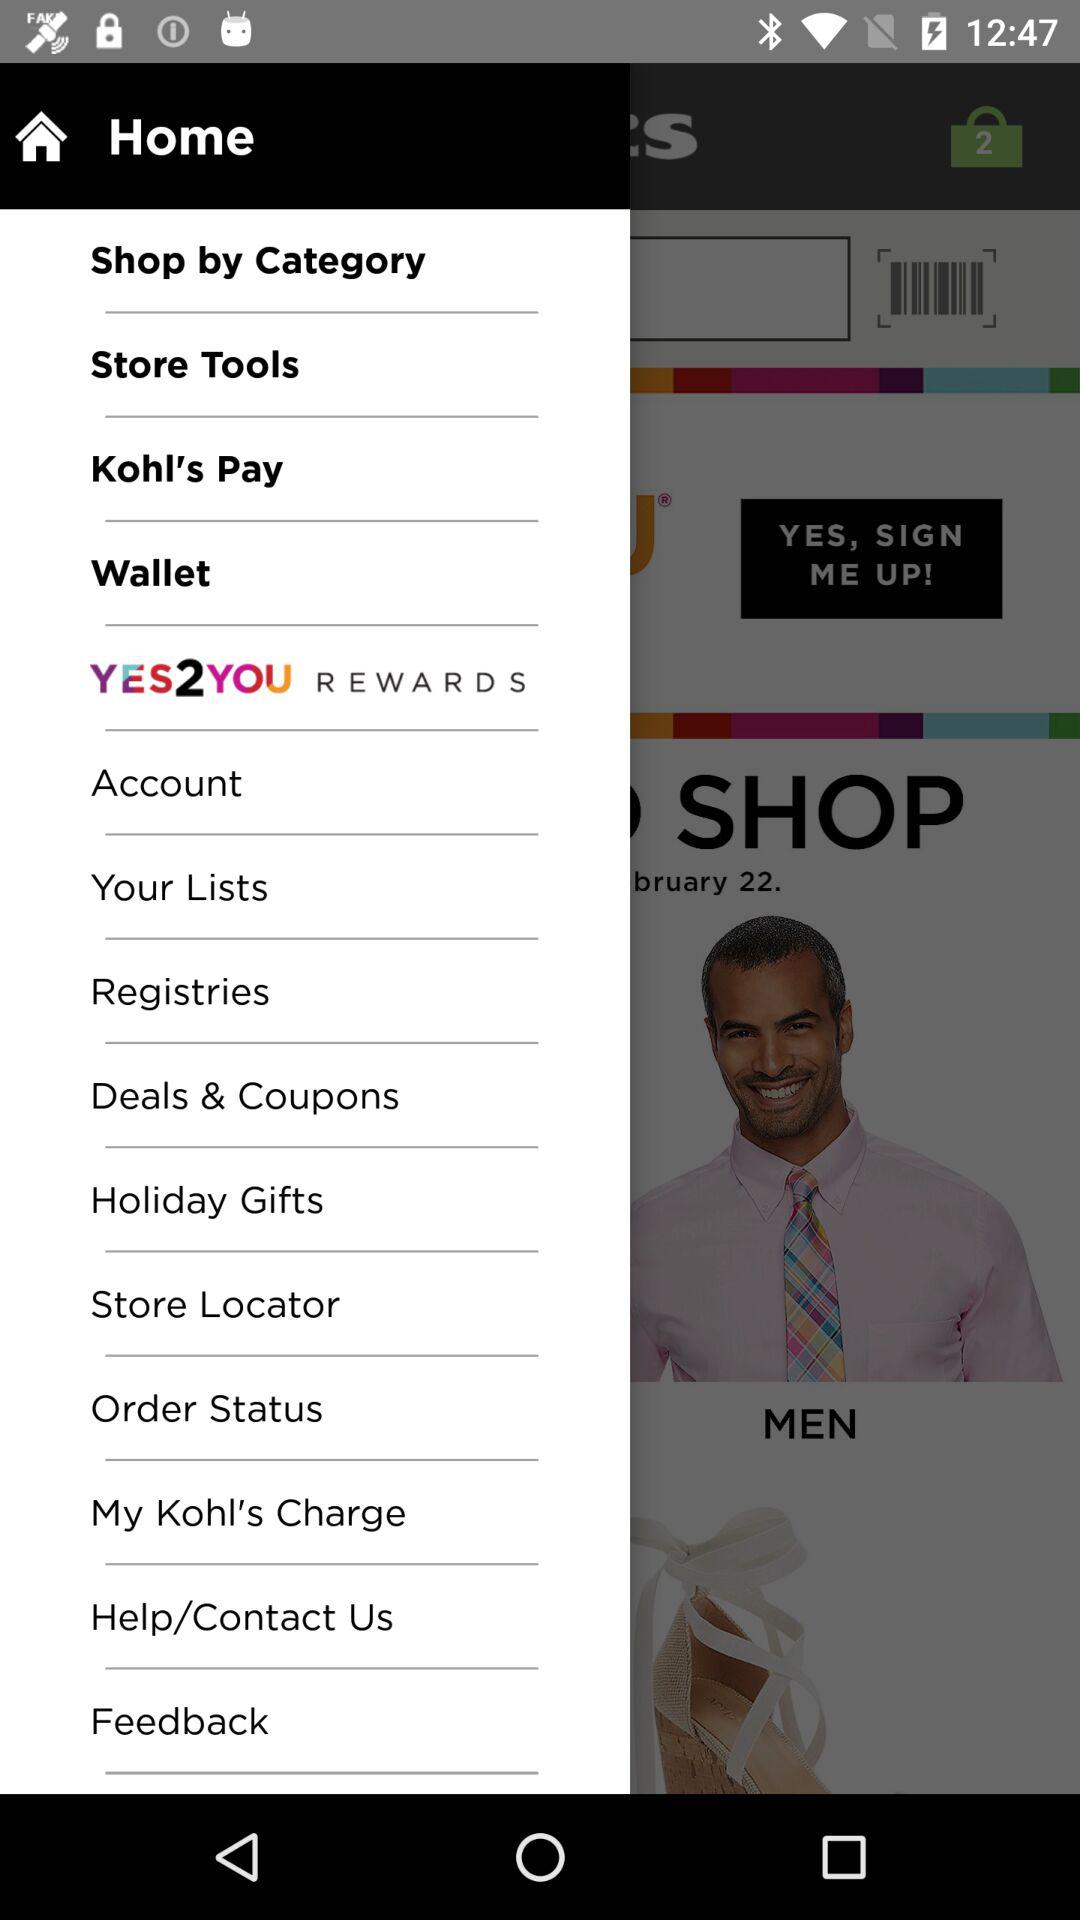 FAKE
12:47
Home
2
Shop by Category
Store Tools
Kohl's Pay
YES, SIGN
ME UP!
Wallet
YES2YOU REWARDS
SHOP
Account
bruary 22.
Your Lists
Registries
Deals & Coupons
Holiday Gifts
Store Locator
Order Status
MEN
My Kohl's Charge
Help/Contact Us
Feedback